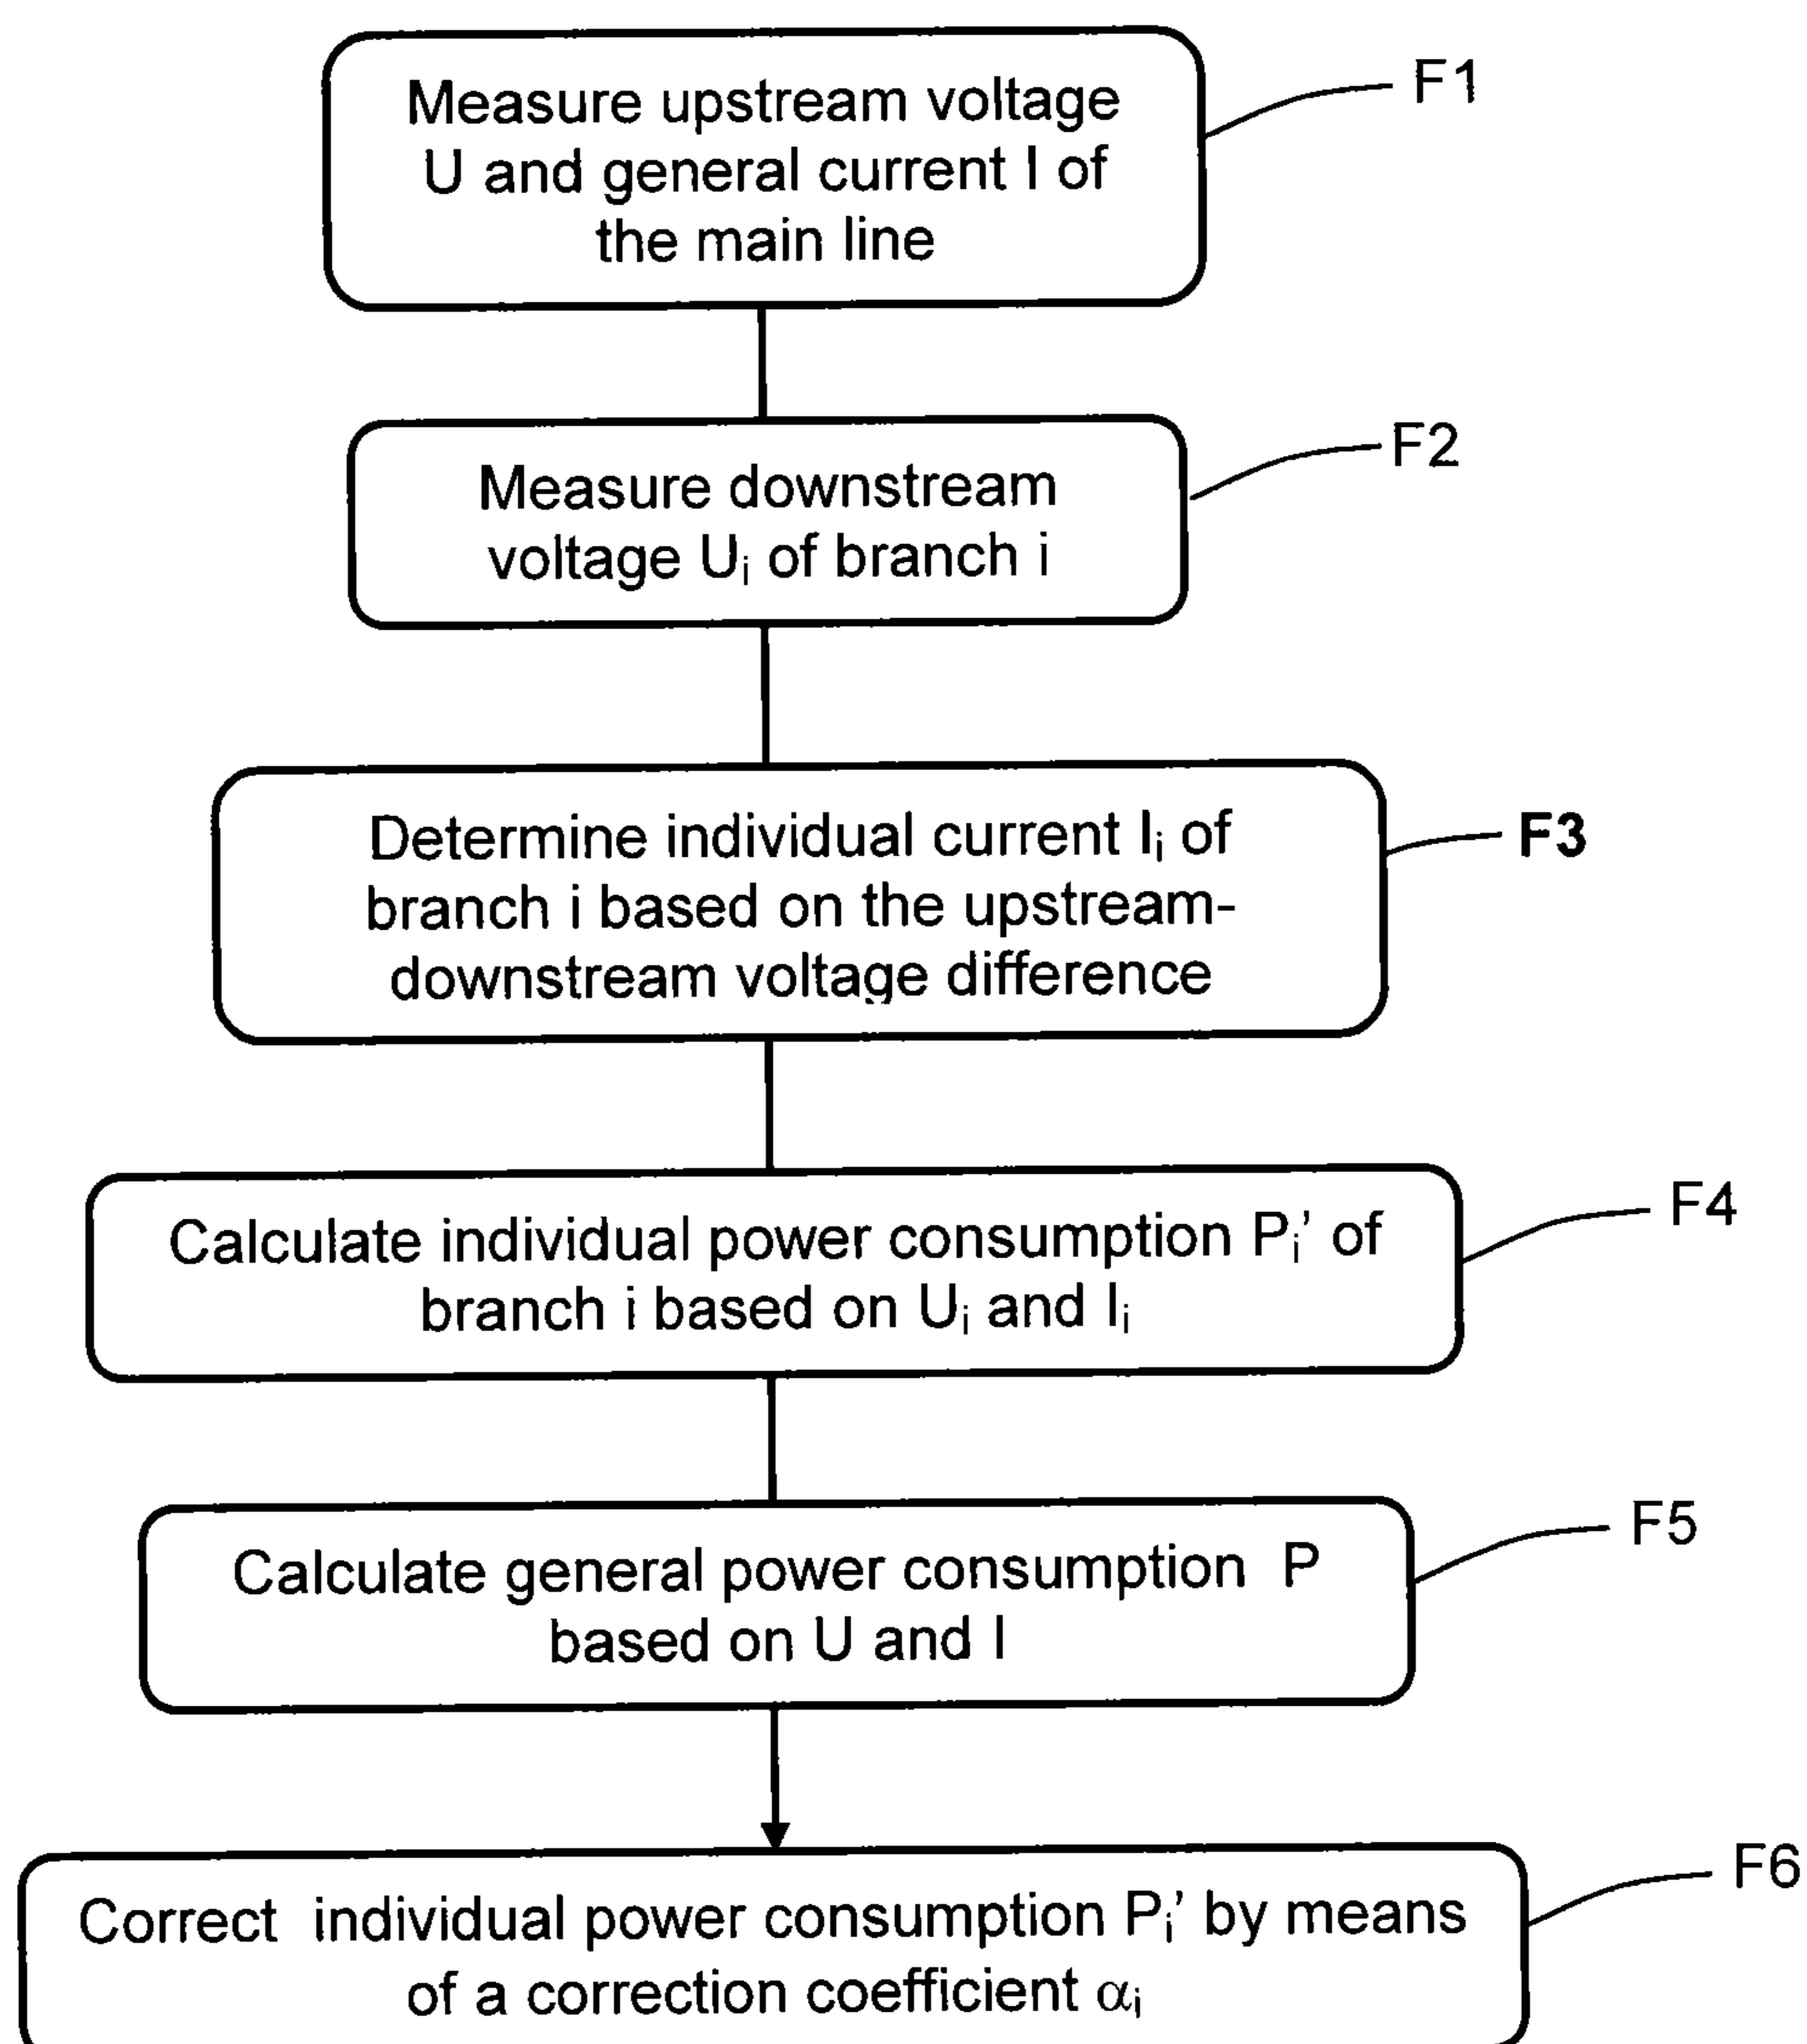 Measure upstream voltage
U and general current I of
the main line
F1
Measure downstream
voltage Uᵢ of branch i
F2
Determine individual current Iᵢ of
branch i based on the upstream-
downstream voltage difference
F3
Calculate individual power consumption Pᵢ’ of
branch i based on Uᵢ and Iᵢ
F4
Calculate general power consumption P
based on U and I
F5
Correct individual power consumption Pᵢ’ by means
of a correction coefficient αᵢ
F6